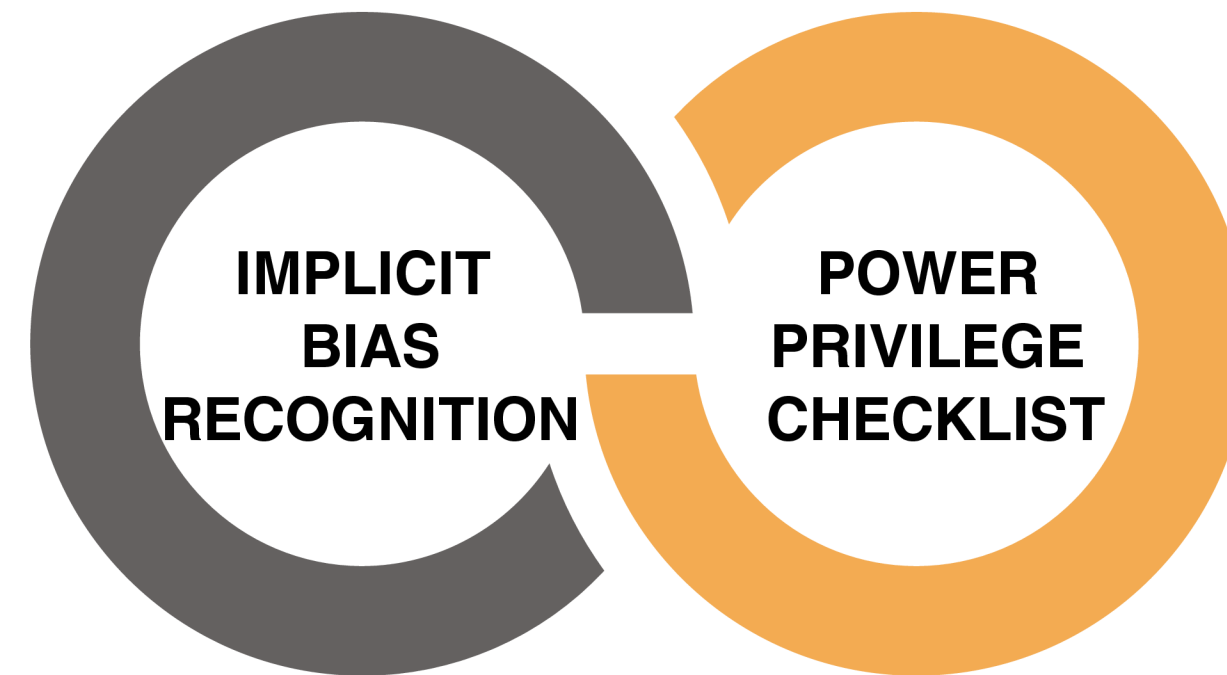 IMPLICIT
BIAS
RECOGNITION
POWER
PRIVILEGE
CHECKLIST